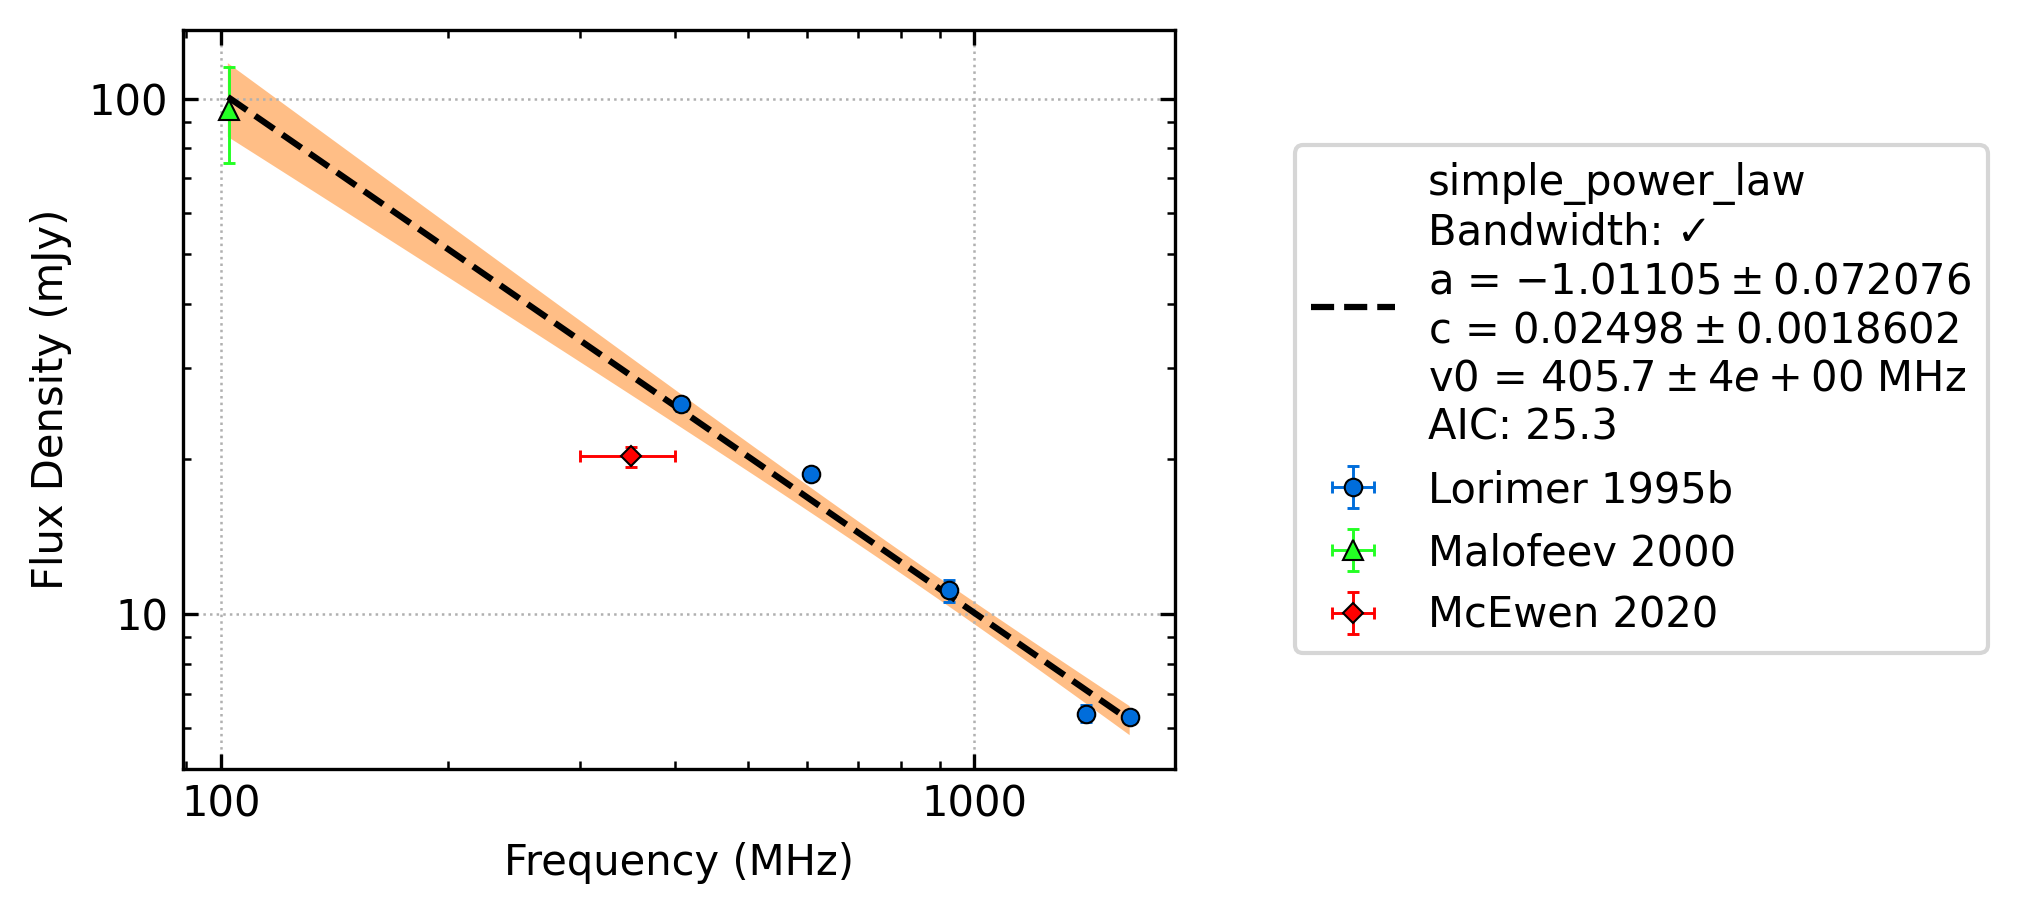 100
10
Flux Density (mJy)
100
1000
Frequency (MHz)
simple_power_law
Bandwidth: ✓
a = −1.01105 ± 0.072076
c = 0.02498 ± 0.0018602
v0 = 405.7 ± 4e + 00 MHz
AIC: 25.3
Lorimer 1995b
Malofeev 2000
McEwen 2020